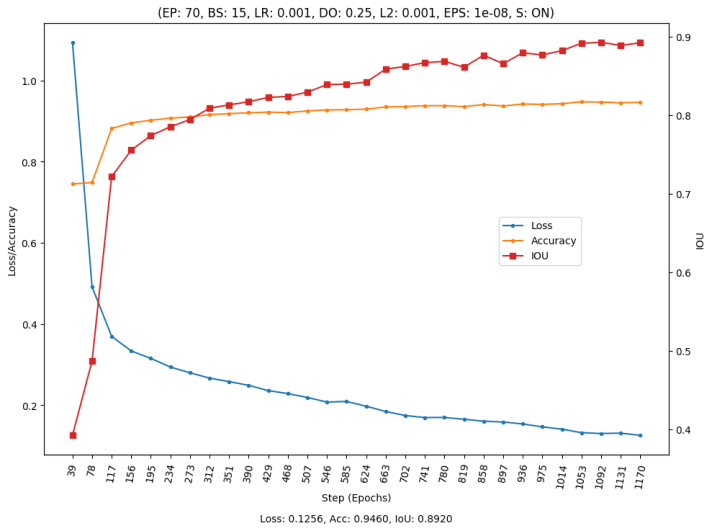 (EP: 70, BS: 15, LR: 0.001, DO: 0.25, L2: 0.001, EPS: 1e-08, S: ON)
Loss/Accuracy
1.0
0.8
0.6
0.4
0.2
0.9
0.8
0.7
0.6
0.5
0.4
IOU
Loss
Accuracy
IOU
39 78 117 156 195 234 273 312 351 390 429 468 507 546 585 624 663 702 741 780 819 858 897 936 975 1014 1053 1092 1131 1170
Step (Epochs)
Loss: 0.1256, Acc: 0.9460, IoU: 0.8920